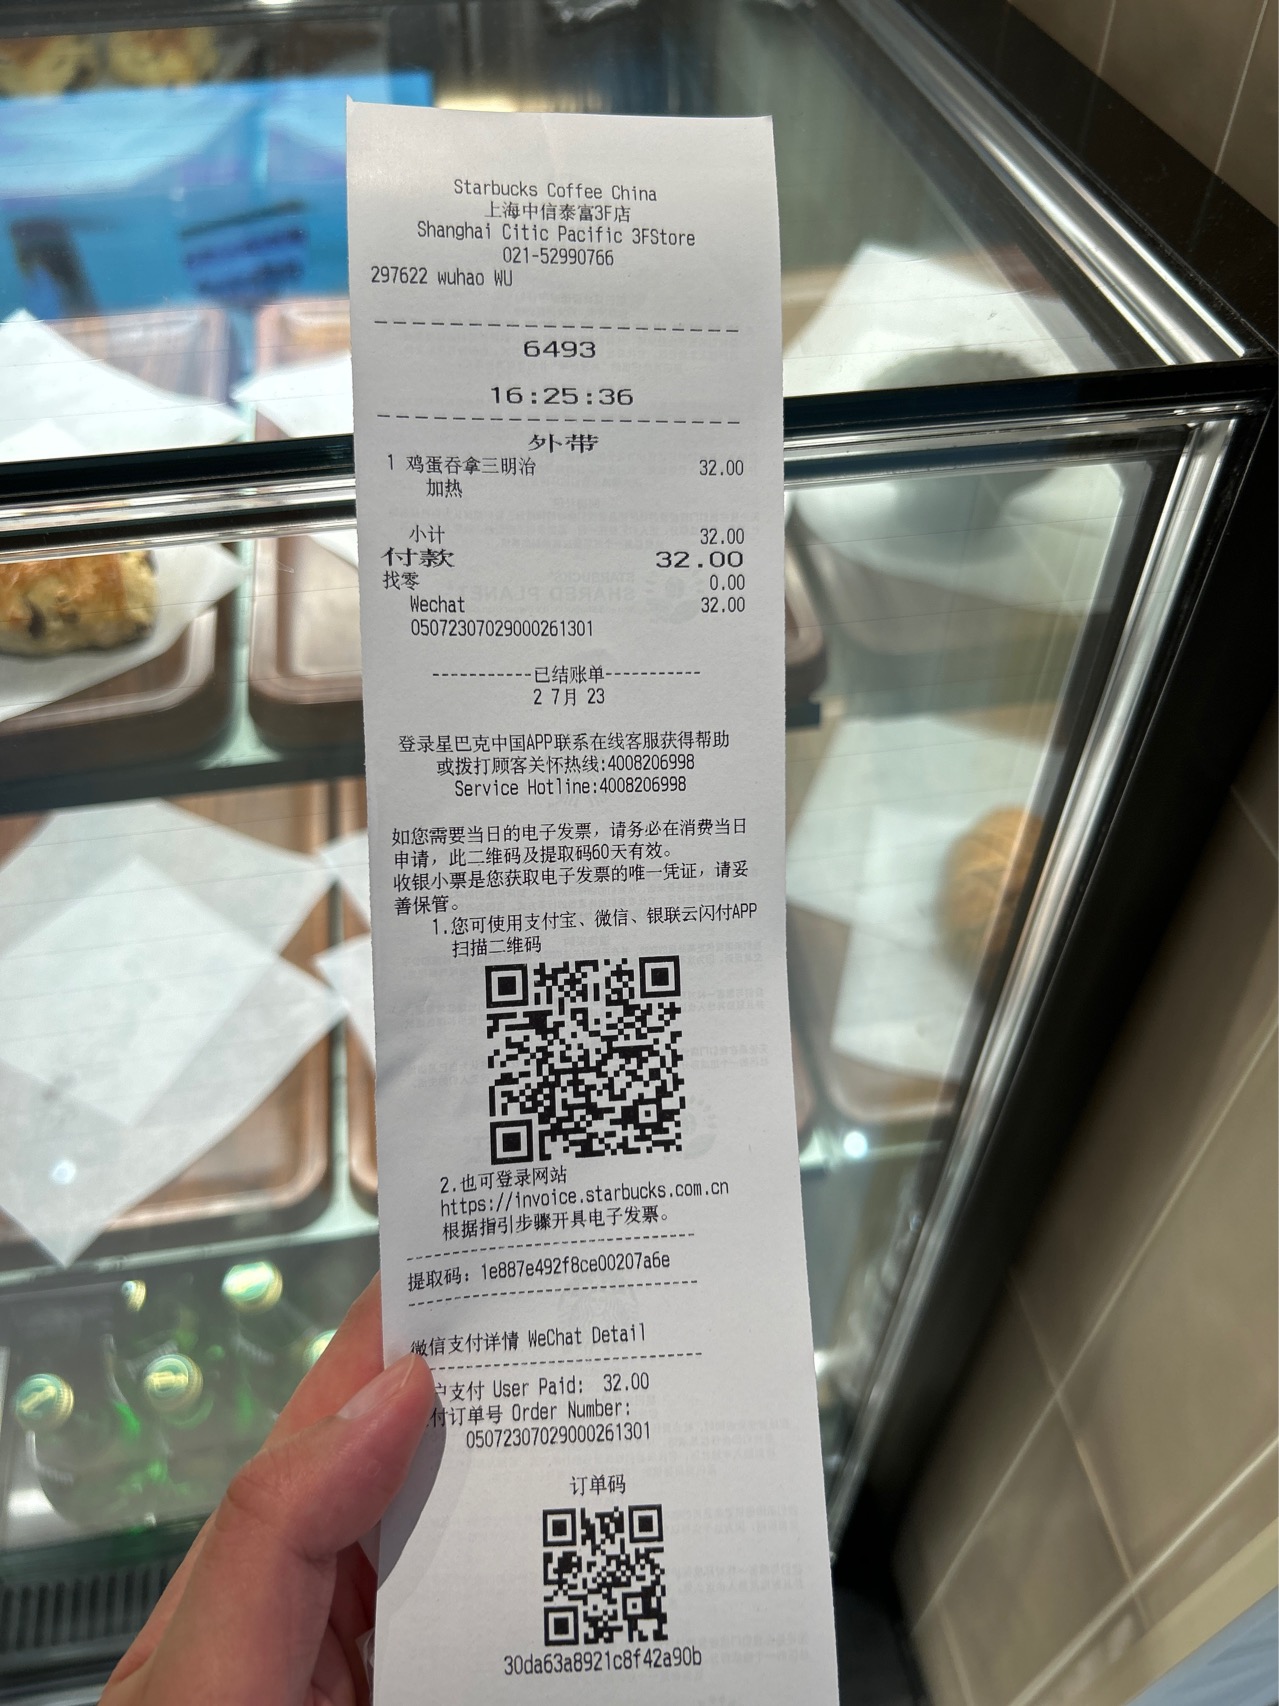 Starbucks Coffee China
上海中信泰富3F店
Shanghai Citic Pacific 3FStore
021-52990766
297622 wuhao WU
--------------------
6493
16:25:36
--------------------
外带
1 鸡蛋吞拿三明治 32.00
加热
小计 32.00
付款 32.00
找零 0.00
Wechat 32.00
05072307029000261301
-----------已结账单-----------
2 7月 23
登录星巴克中国APP联系在线客服获得帮助
或拨打顾客关怀热线:4008206998
Service Hotline:4008206998
如您需要当日的电子发票，请务必在消费当日
申请，此二维码及提取码60天有效。
收银小票是您获取电子发票的唯一凭证，请妥
善保管。
1.您可使用支付宝、微信、银联云闪付APP
扫描二维码
2.也可登录网站
https://invoice.starbucks.com.cn
根据指引步骤开具电子发票。
--------------------------------
提取码：1e887e492f8ce00207a6e
--------------------------------
微信支付详情 WeChat Detail
--------------------------------
户支付 User Paid: 32.00
付订单号 Order Number:
05072307029000261301
订单码
30da63a8921c8f42a90b